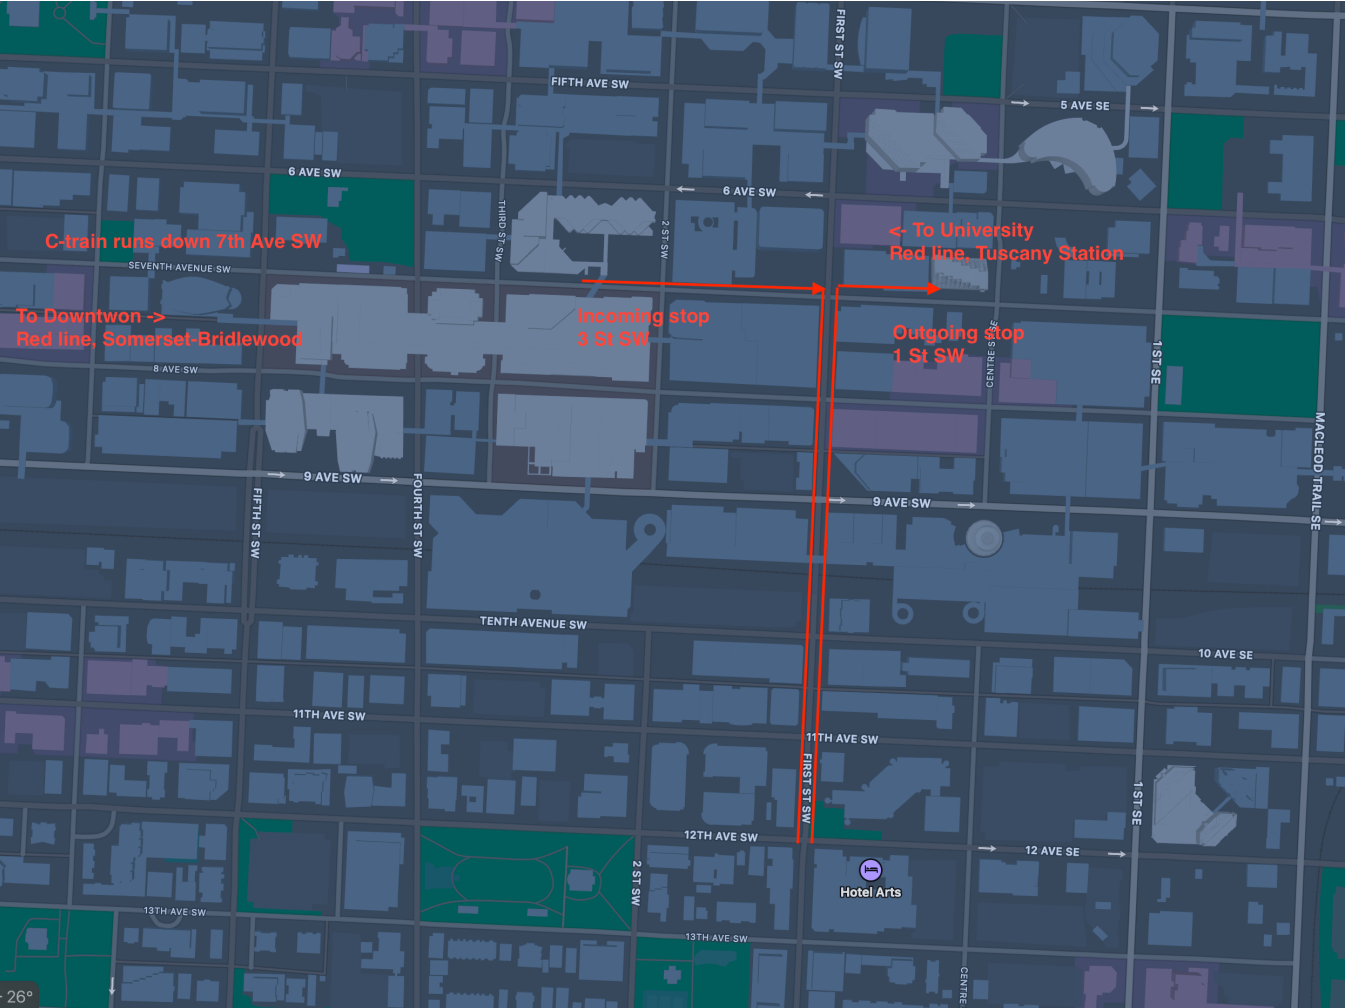 FIRST ST SW
FIFTH AVE SW
5 AVE SE
6 AVE SW
6 AVE SW
THIRD ST SW
2 ST SW
C-train runs down 7th Ave SW
<- To University
Red line, Tuscany Station
SEVENTH AVENUE SW
To Downtwon ->
Red line, Somerset-Bridlewood
Incoming stop
3 St SW
Outgoing stop
1 St SW
1 ST SE
8 AVE SW
MACLEOD TRAIL SE
9 AVE SW
9 AVE SW
FIFTH ST SW
FOURTH ST SW
TENTH AVENUE SW
10 AVE SE
11TH AVE SW
11TH AVE SW
FIRST ST SW
1 ST SE
12TH AVE SW
12 AVE SE
2 ST SW
Hotel Arts
13TH AVE SW
13TH AVE SW
CENTRE
26°